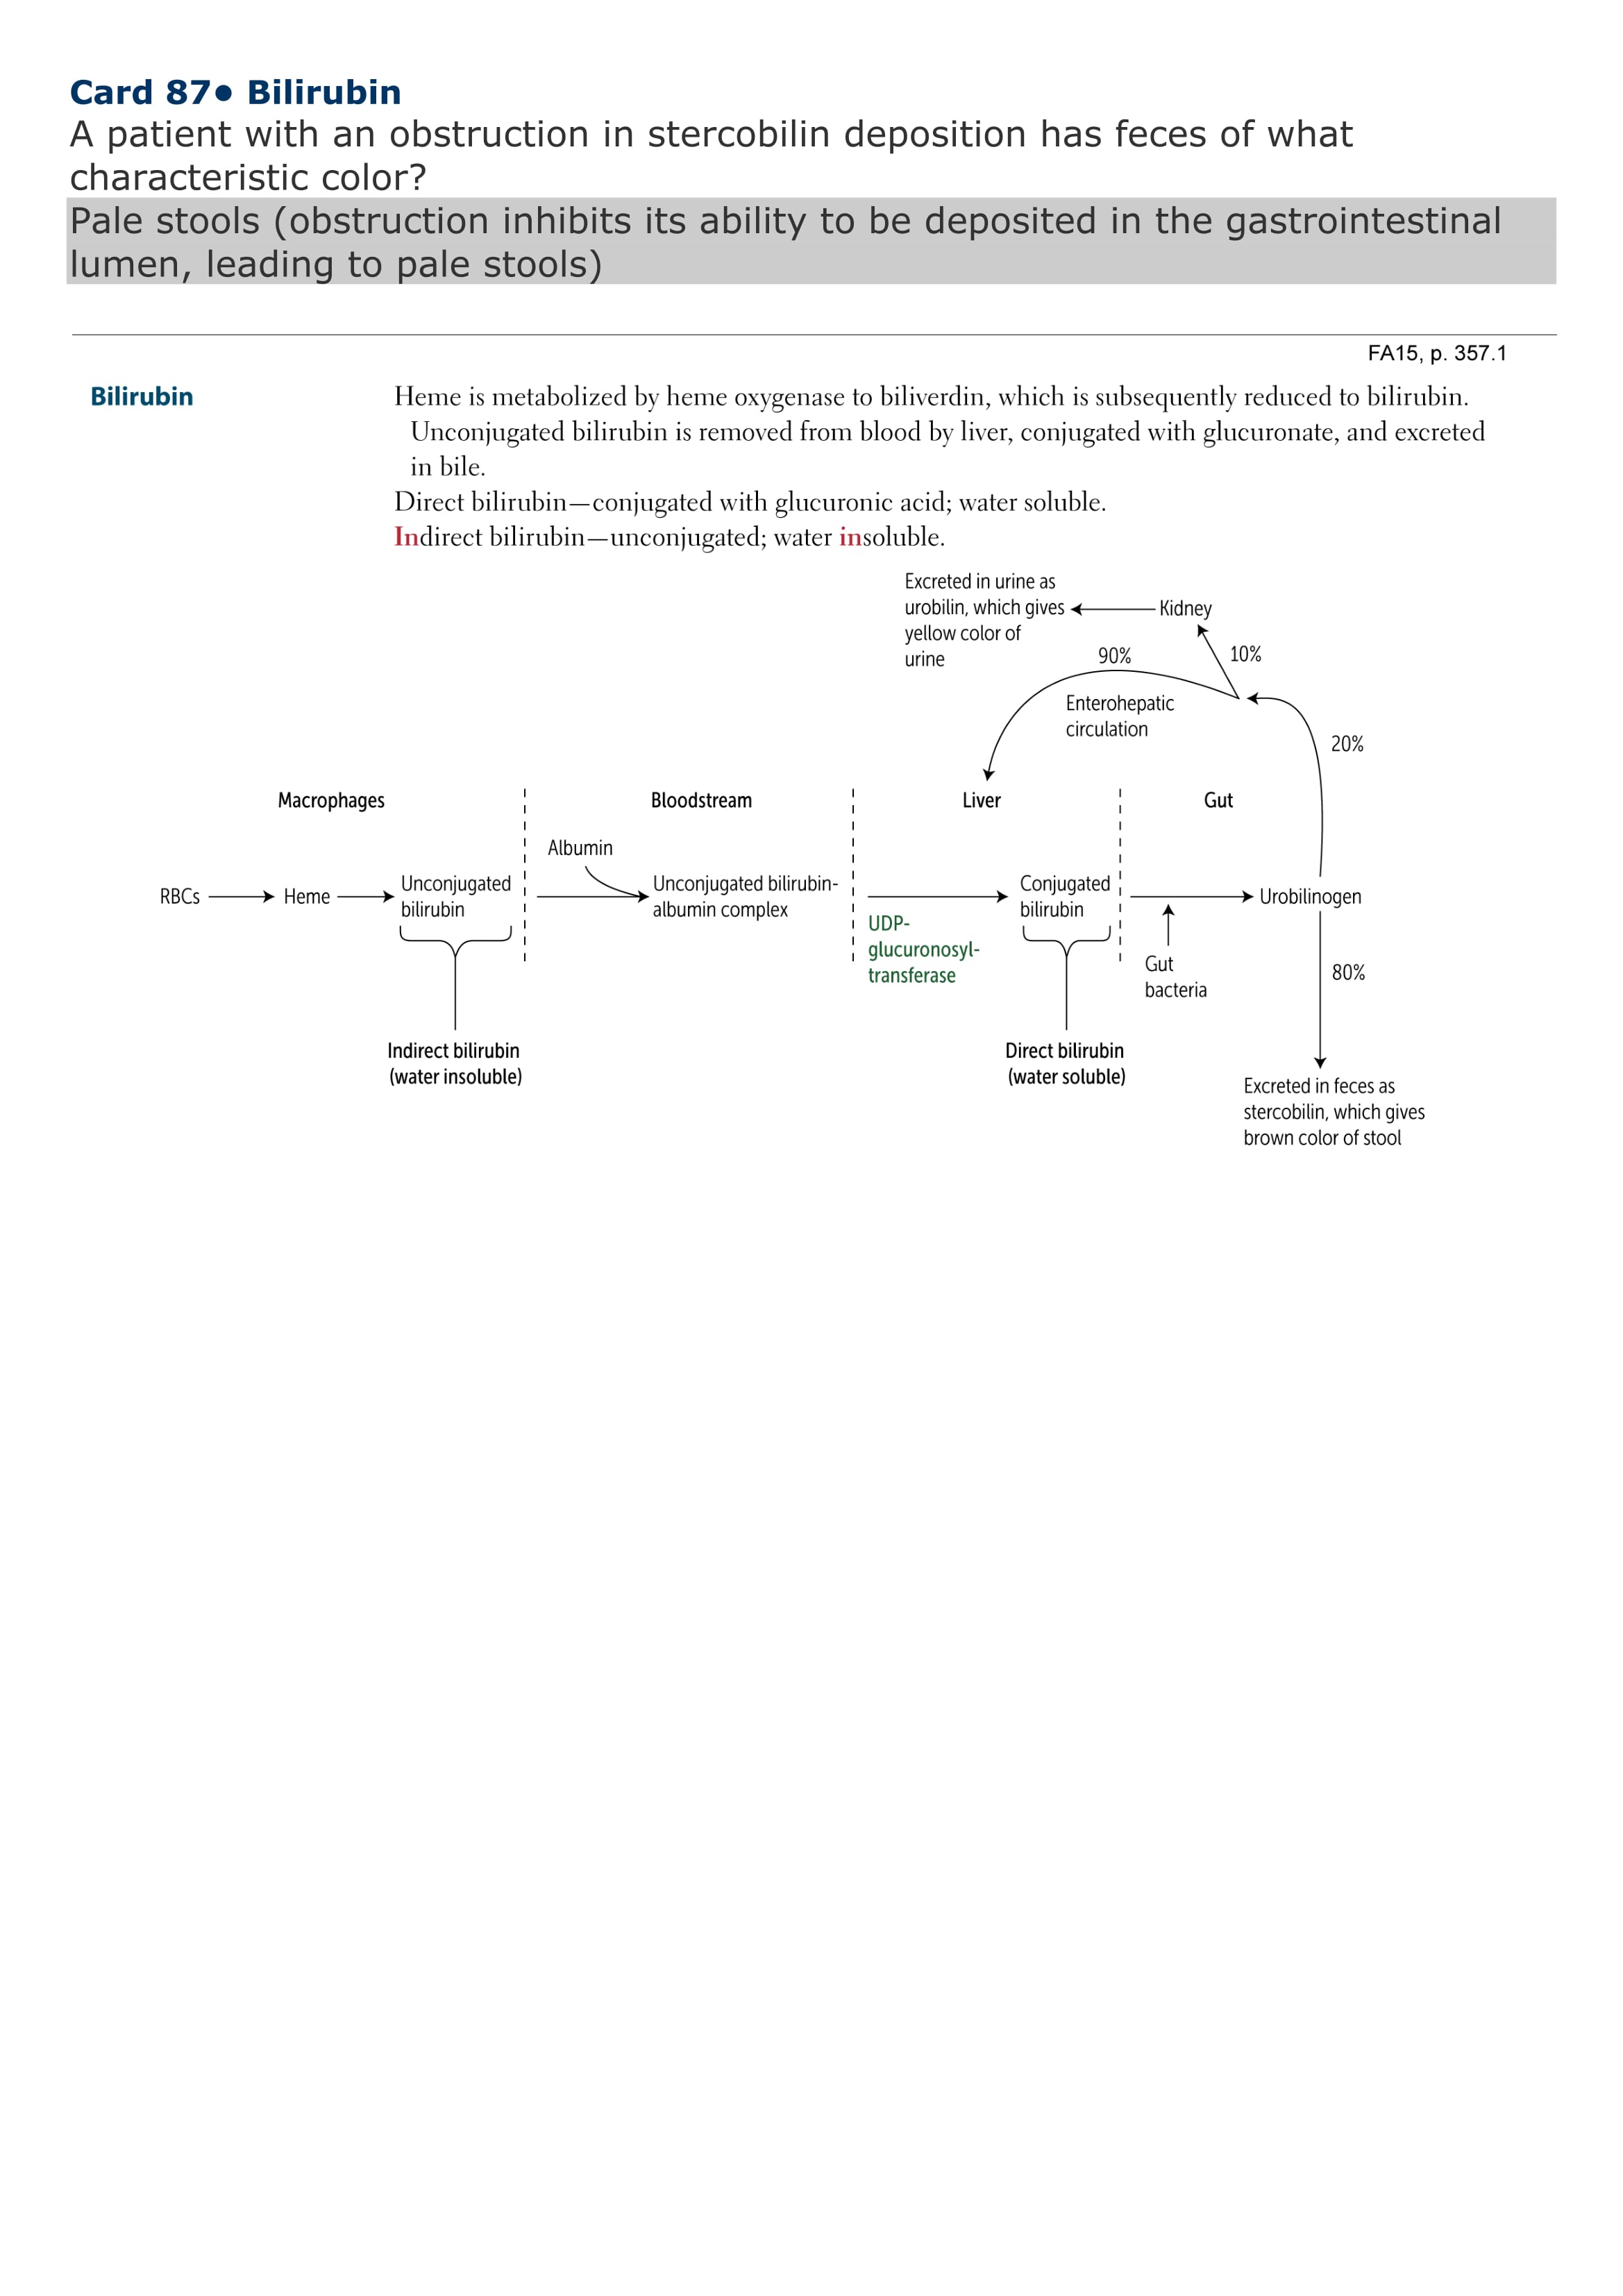 Card 87● Bilirubin
A patient with an obstruction in stercobilin deposition has feces of what
characteristic color?
Pale stools (obstruction inhibits its ability to be deposited in the gastrointestinal
lumen, leading to pale stools)
FA15, p. 357.1
Bilirubin
Heme is metabolized by heme oxygenase to biliverdin, which is subsequently reduced to bilirubin.
Unconjugated bilirubin is removed from blood by liver, conjugated with glucuronate, and excreted
in bile.
Direct bilirubin—conjugated with glucuronic acid; water soluble.
Indirect bilirubin—unconjugated; water insoluble.
Excreted in urine as
urobilin, which gives
yellow color of
urine
Kidney
90%
10%
Enterohepatic
circulation
20%
Macrophages
Bloodstream
Liver
Gut
Albumin
RBCs
Heme
Unconjugated
bilirubin
Unconjugated bilirubin-
albumin complex
UDP-
glucuronosyl-
transferase
Conjugated
bilirubin
Urobilinogen
Gut
bacteria
80%
Indirect bilirubin
(water insoluble)
Direct bilirubin
(water soluble)
Excreted in feces as
stercobilin, which gives
brown color of stool